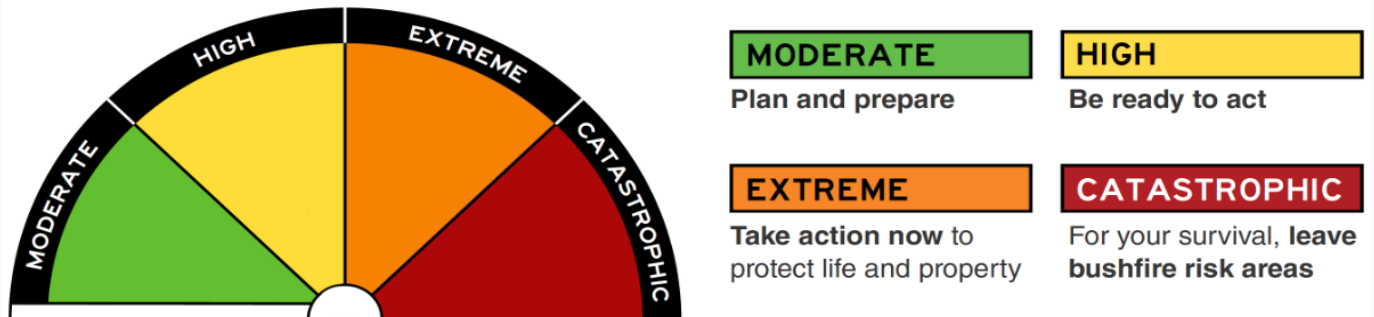 MODERATE
HIGH
EXTREME
CATASTROPHIC
MODERATE
Plan and prepare
HIGH
Be ready to act
EXTREME
Take action now to
protect life and property
CATASTROPHIC
For your survival, leave
bushfire risk areas